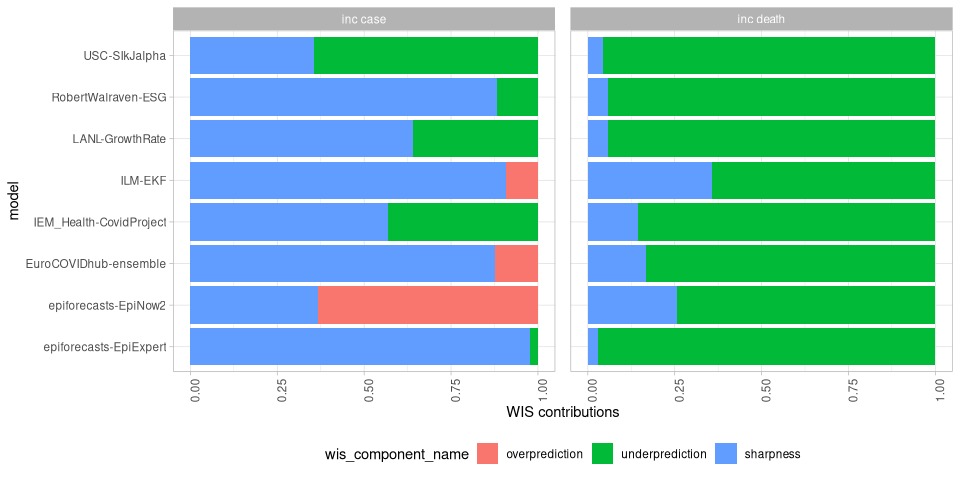 inc case
inc death
model
USC-SIkJalpha
RobertWalraven-ESG
LANL-GrowthRate
ILM-EKF
IEM_Health-CovidProject
EuroCOVIDhub-ensemble
epiforecasts-EpiNow2
epiforecasts-EpiExpert
0.00 0.25 0.50 0.75 1.00
0.00 0.25 0.50 0.75 1.00
WIS contributions
wis_component_name overprediction underprediction sharpness